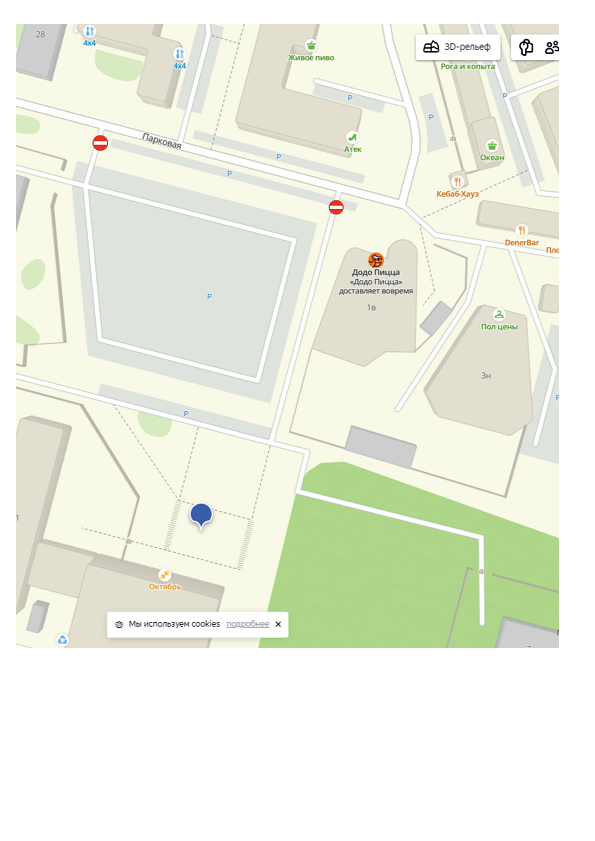 28
4x4
4x4
Живое пиво
3D-рельеф
Рога и копыта
P
P
P
Парковая
Атек
P
P
Океан
Кебаб-Хауз
DenerBar
Додо Пицца
«Додо Пицца»
доставляет вовремя
1в
P
Пол цены
3н
P
P
1
Октябрь
Мы используем cookies подробнее ×